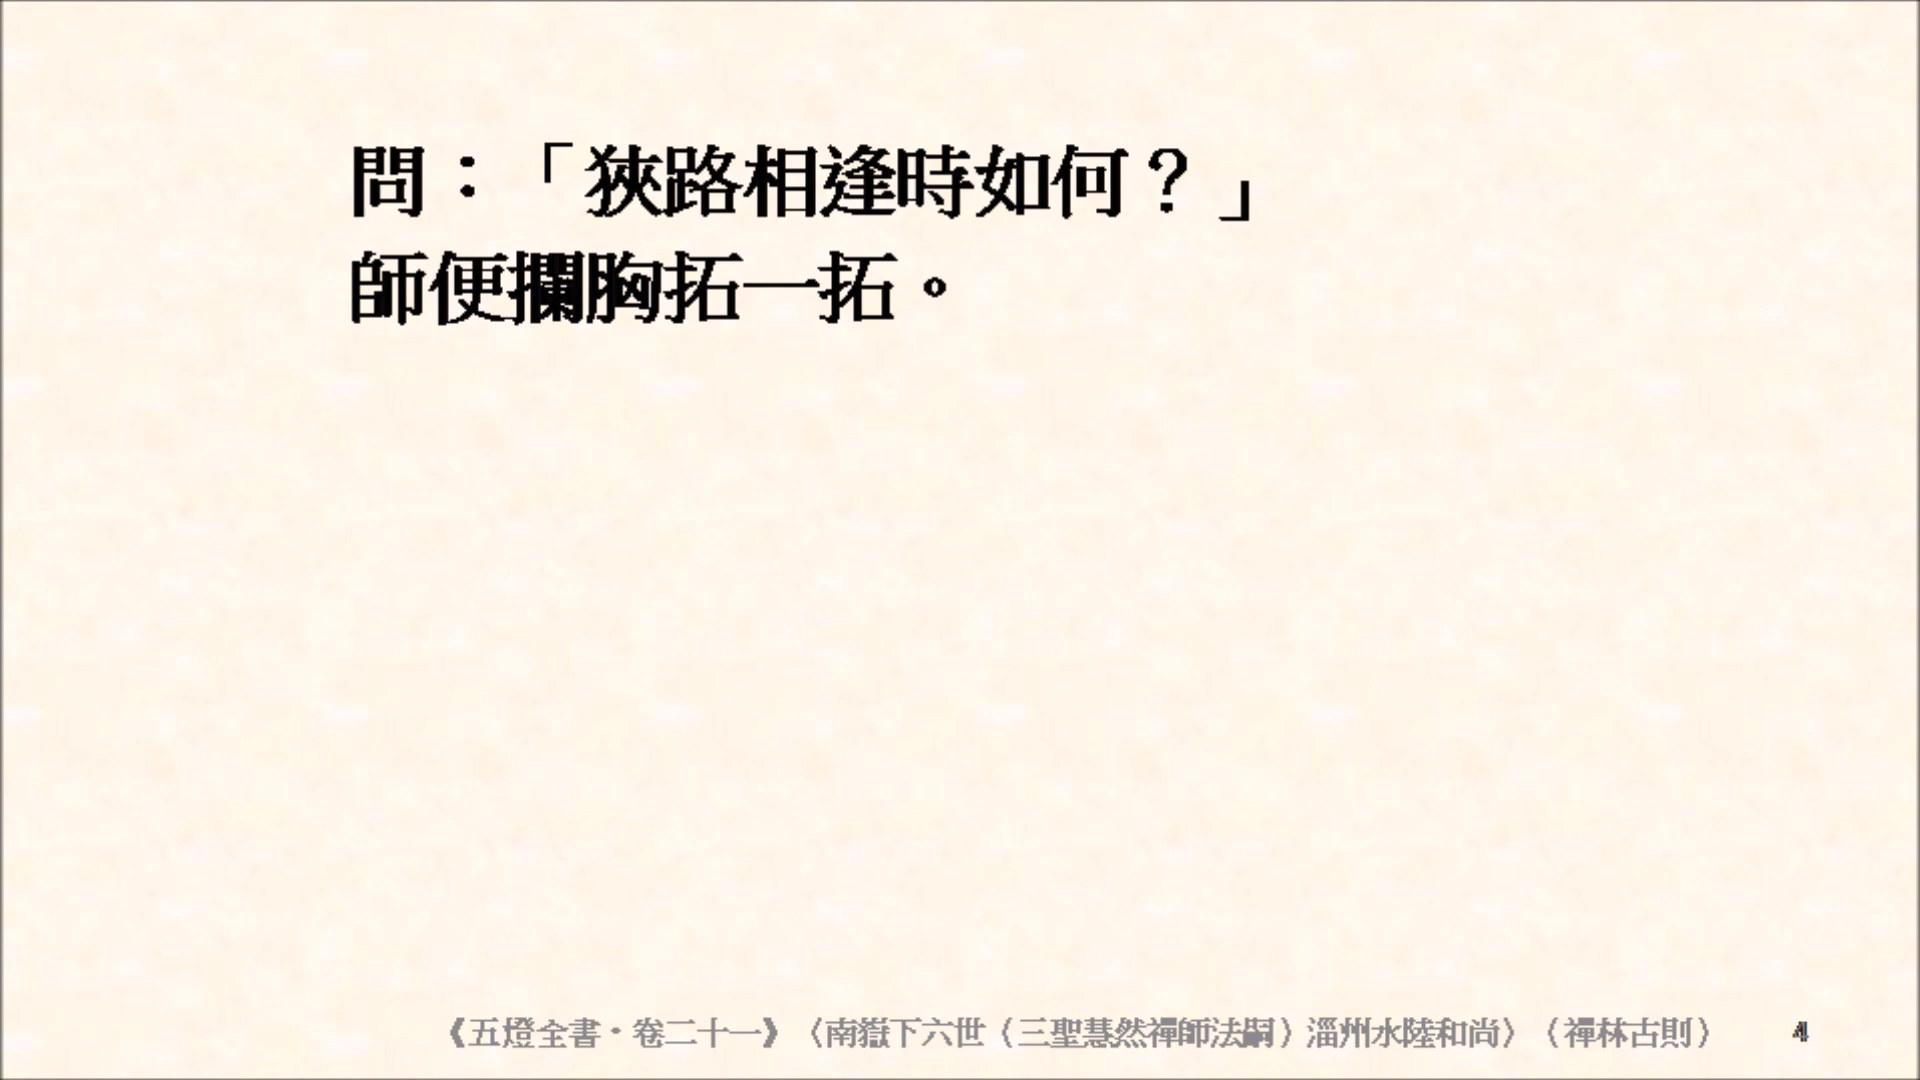 問：「狹路相逢時如何？」
師便攔胸拓一拓。
《五燈全書‧卷二十一》〈南嶽下六世（三聖慧然禪師法嗣）淄州水陸和尚〉（禪林古則） 4